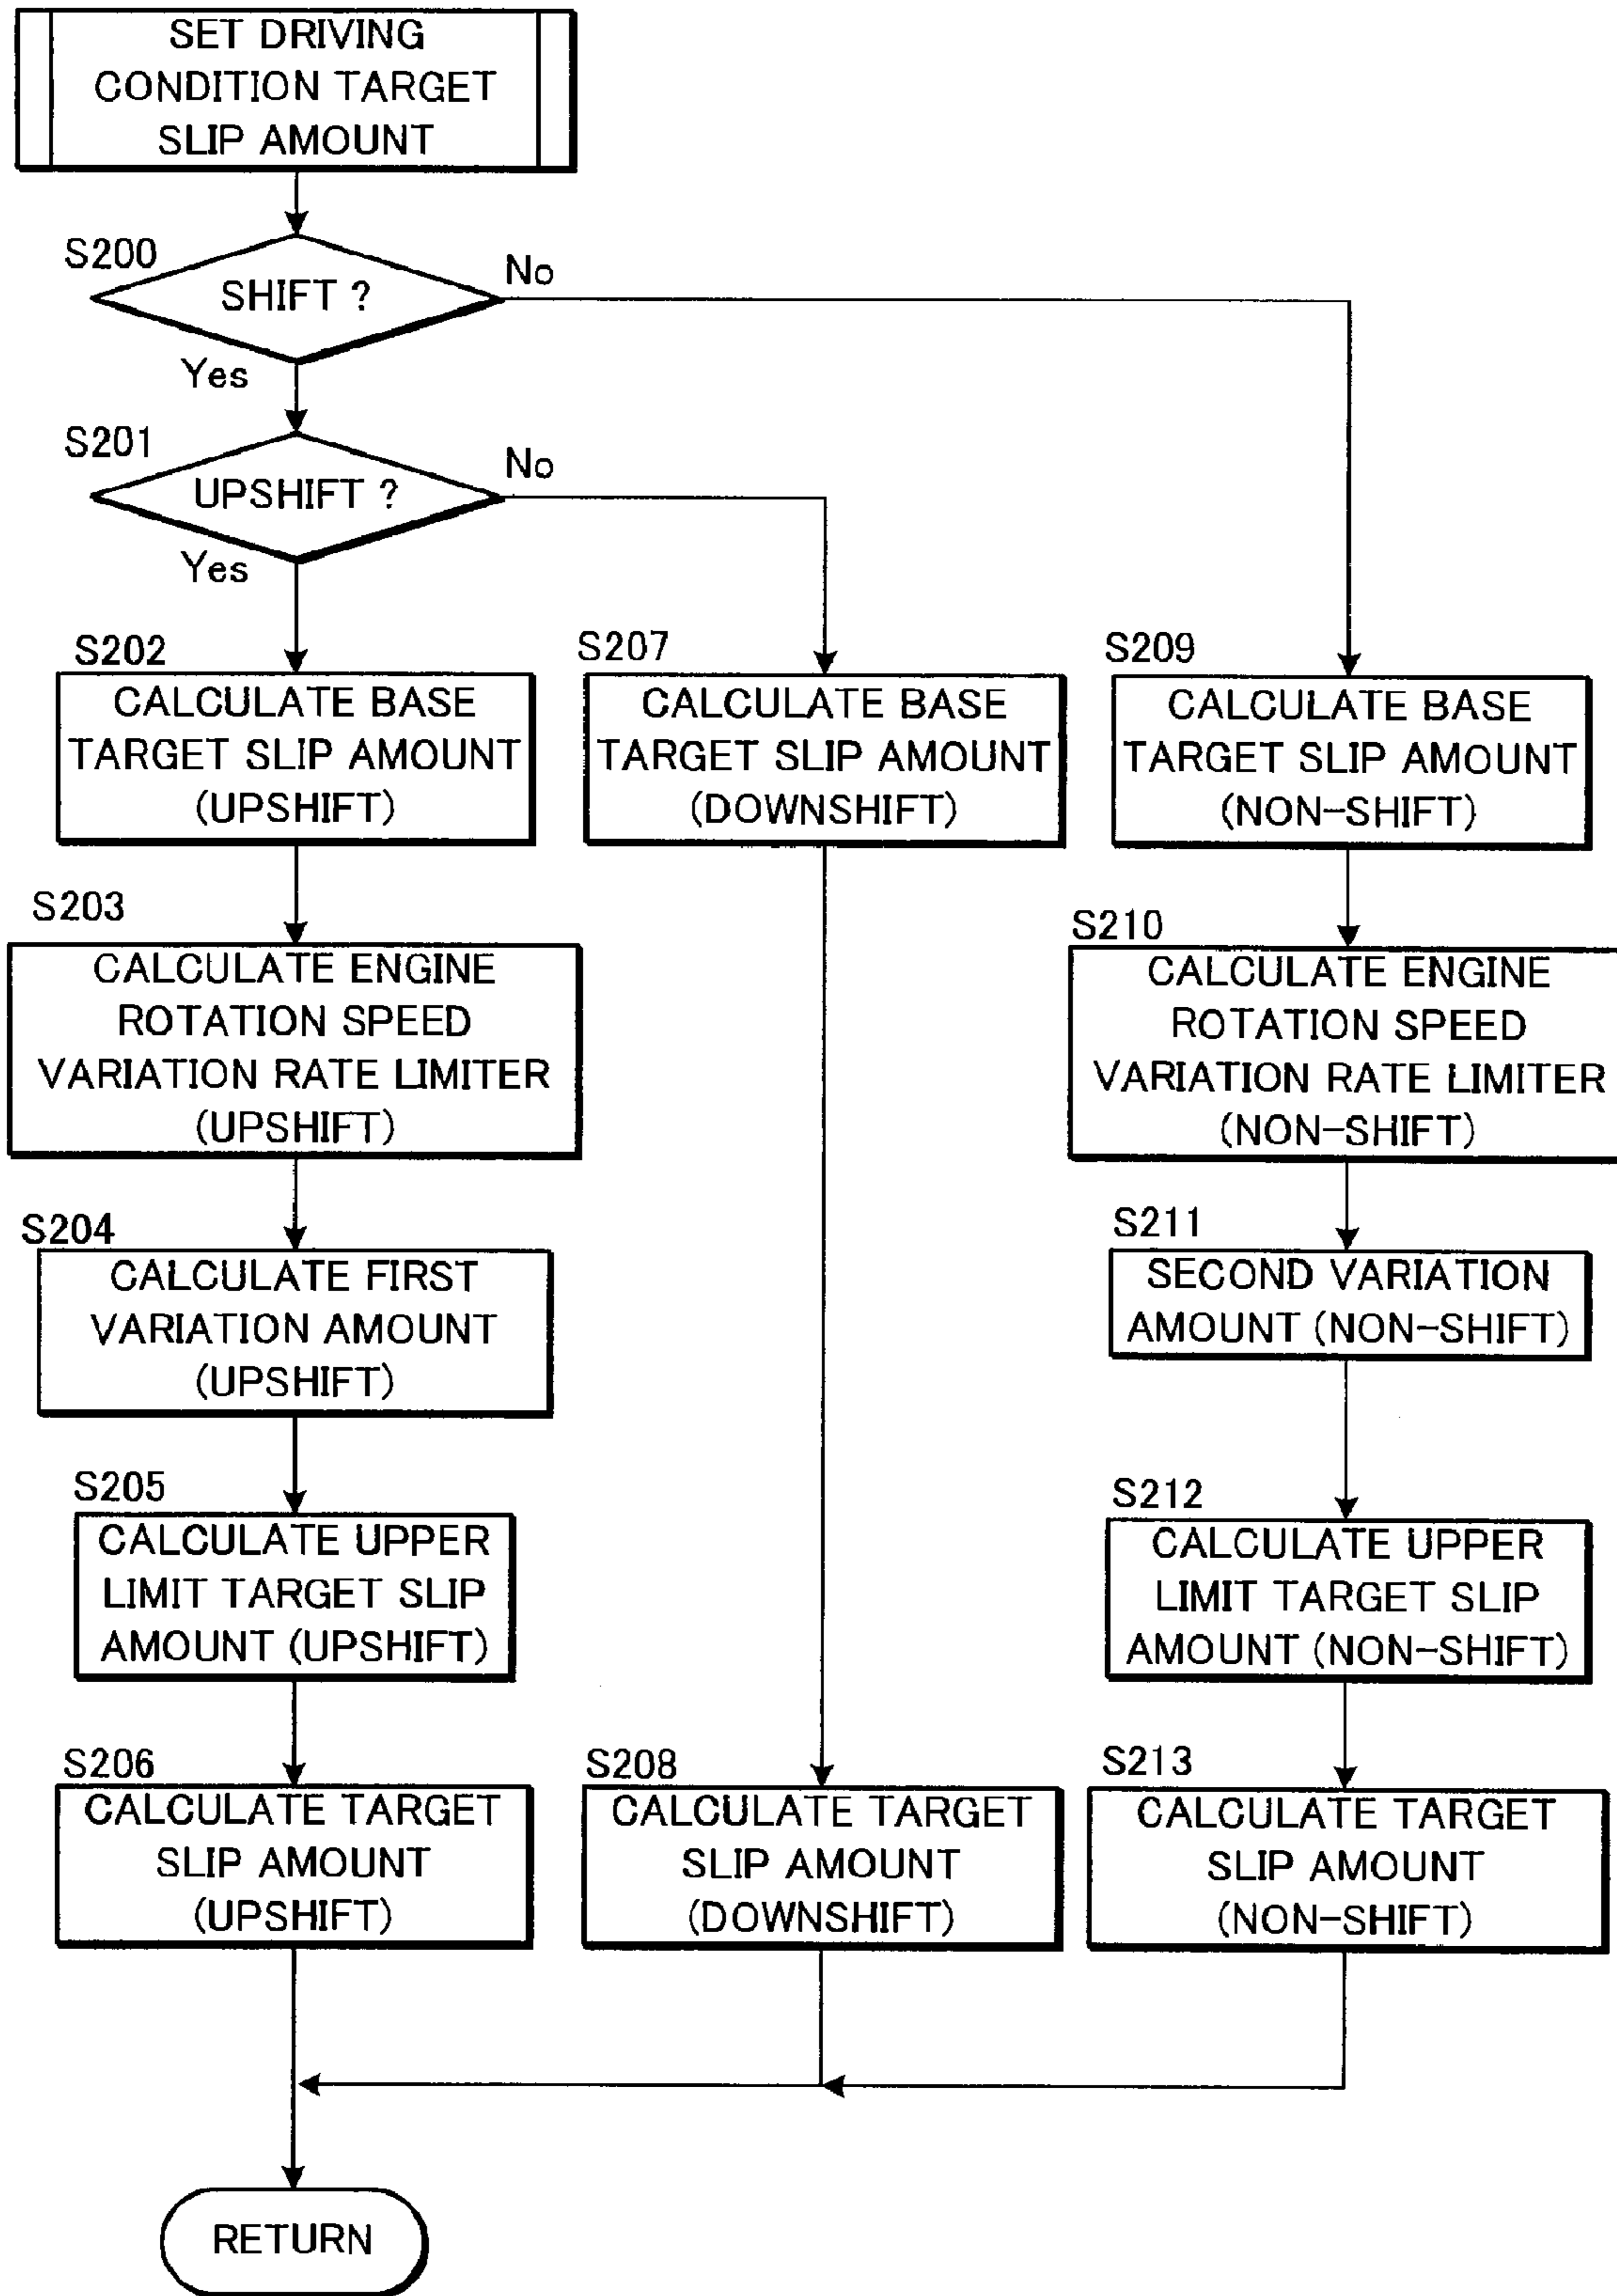 SET DRIVING
CONDITION TARGET
SLIP AMOUNT
S200
SHIFT ?
No
Yes
S201
UPSHIFT ?
No
Yes
S202
CALCULATE BASE
TARGET SLIP AMOUNT
(UPSHIFT)
S203
CALCULATE ENGINE
ROTATION SPEED
VARIATION RATE LIMITER
(UPSHIFT)
S204
CALCULATE FIRST
VARIATION AMOUNT
(UPSHIFT)
S205
CALCULATE UPPER
LIMIT TARGET SLIP
AMOUNT (UPSHIFT)
S206
CALCULATE TARGET
SLIP AMOUNT
(UPSHIFT)
S207
CALCULATE BASE
TARGET SLIP AMOUNT
(DOWNSHIFT)
S208
CALCULATE TARGET
SLIP AMOUNT
(DOWNSHIFT)
S209
CALCULATE BASE
TARGET SLIP AMOUNT
(NON-SHIFT)
S210
CALCULATE ENGINE
ROTATION SPEED
VARIATION RATE LIMITER
(NON-SHIFT)
S211
SECOND VARIATION
AMOUNT (NON-SHIFT)
S212
CALCULATE UPPER
LIMIT TARGET SLIP
AMOUNT (NON-SHIFT)
S213
CALCULATE TARGET
SLIP AMOUNT
(NON-SHIFT)
RETURN